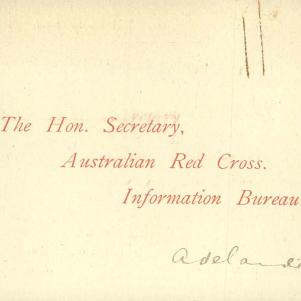 The Hon. Secretary,
Australian Red Cross.
Information Bureau
Adelaide